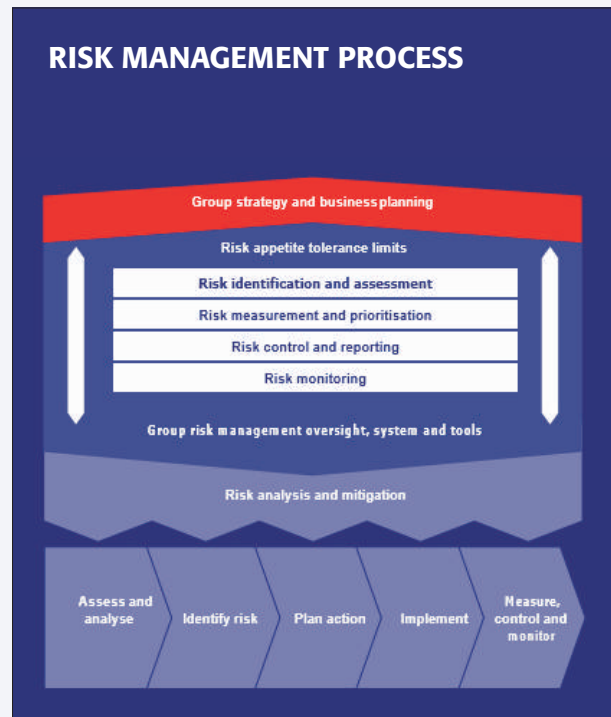 RISK MANAGEMENT PROCESS
Group strategy and business planning
Risk appetite tolerance limits
Risk identification and assessment
Risk measurement and prioritisation
Risk control and reporting
Risk monitoring
Group risk management oversight, system and tools
Risk analysis and mitigation
Assess and
analyse
Identify risk
Plan action
Implement
Measure,
control and
monitor